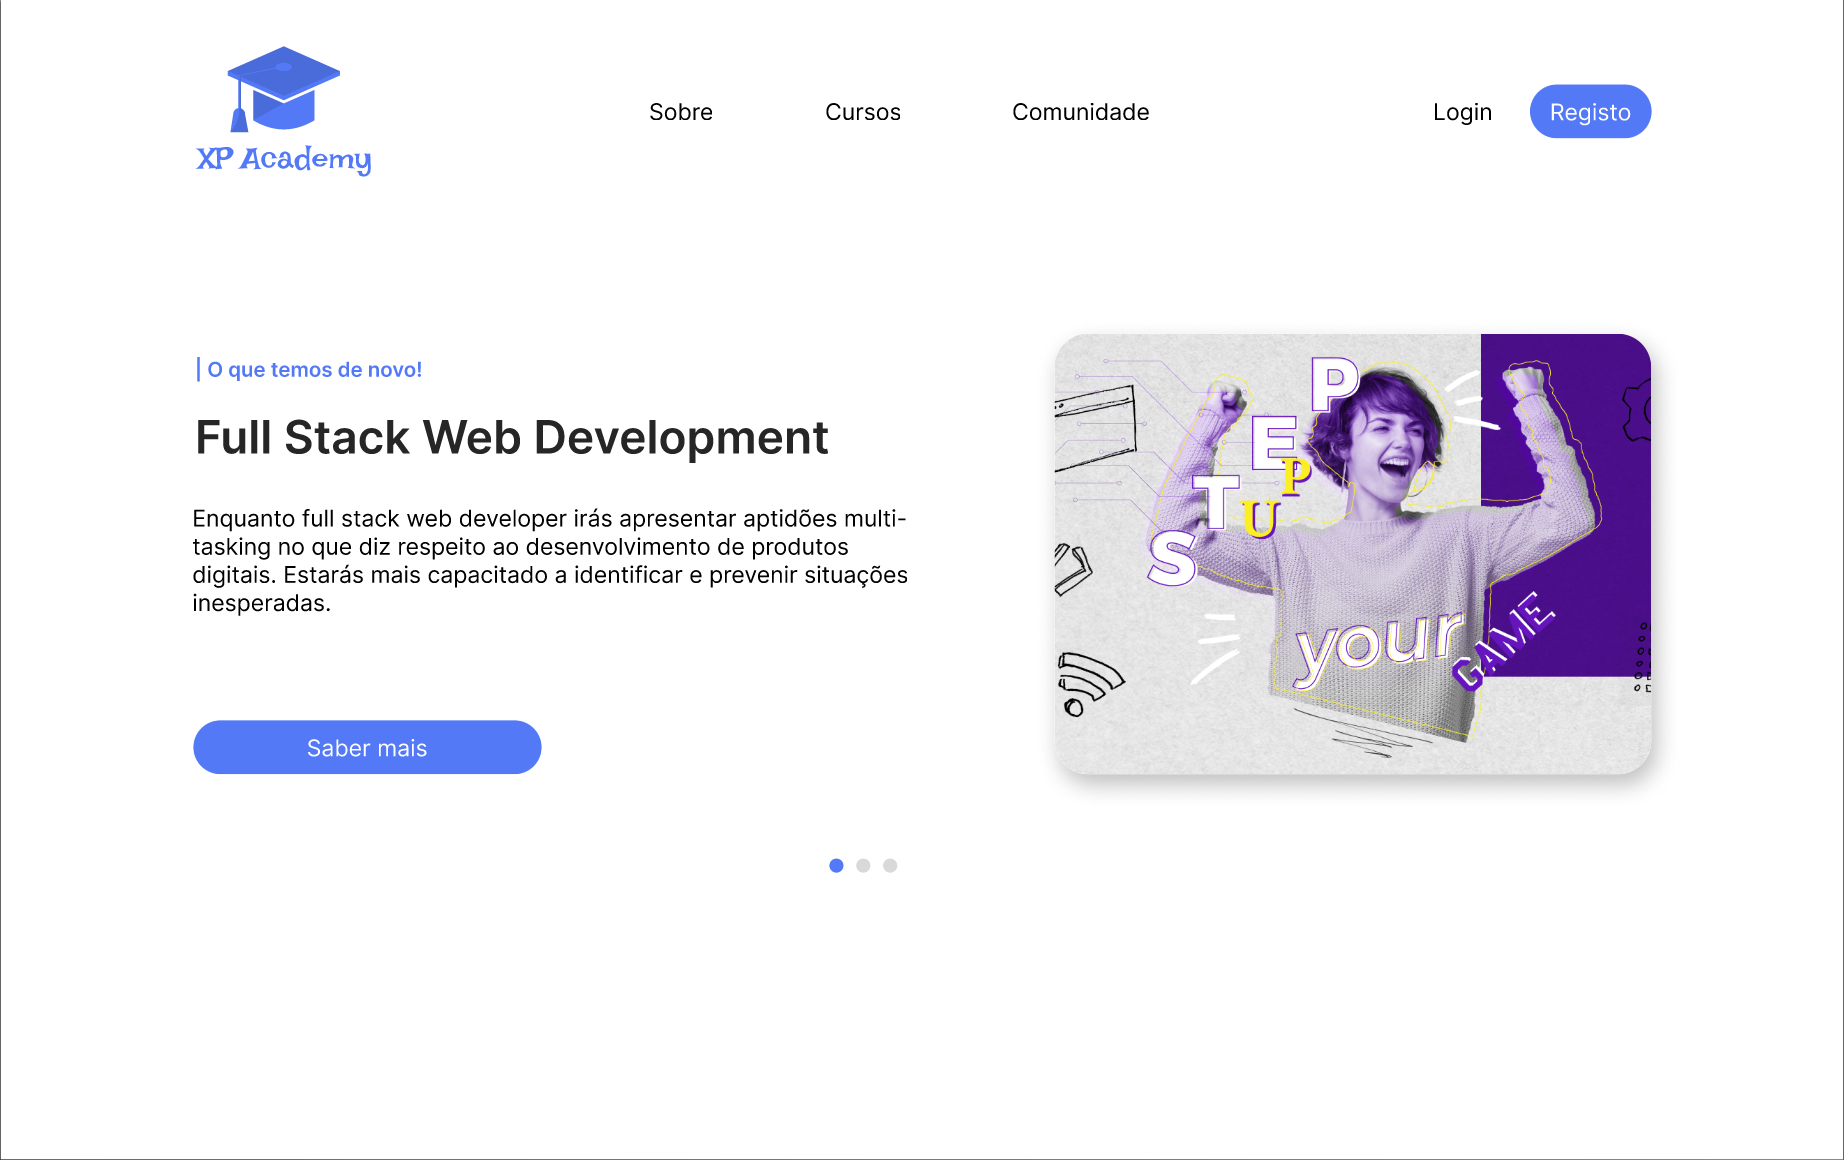 XP Academy
Sobre
Cursos
Comunidade
Login
Registo
| O que temos de novo!
Full Stack Web Development
Enquanto full stack web developer irás apresentar aptidões multi-
tasking no que diz respeito ao desenvolvimento de produtos
digitais. Estarás mais capacitado a identificar e prevenir situações
inesperadas.
Saber mais
STEP
UP
your
GAME